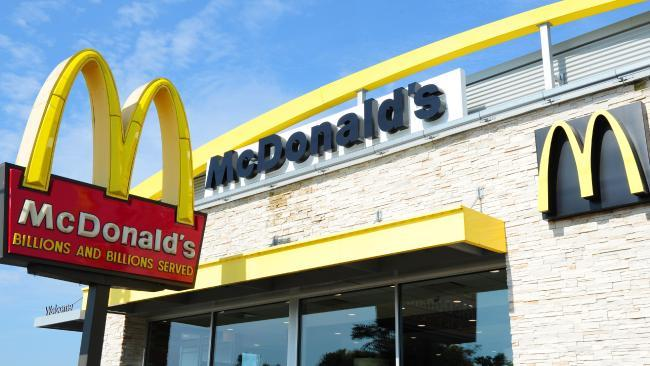 McDonald's
McDonald's
BILLIONS AND BILLIONS SERVED
Welcome